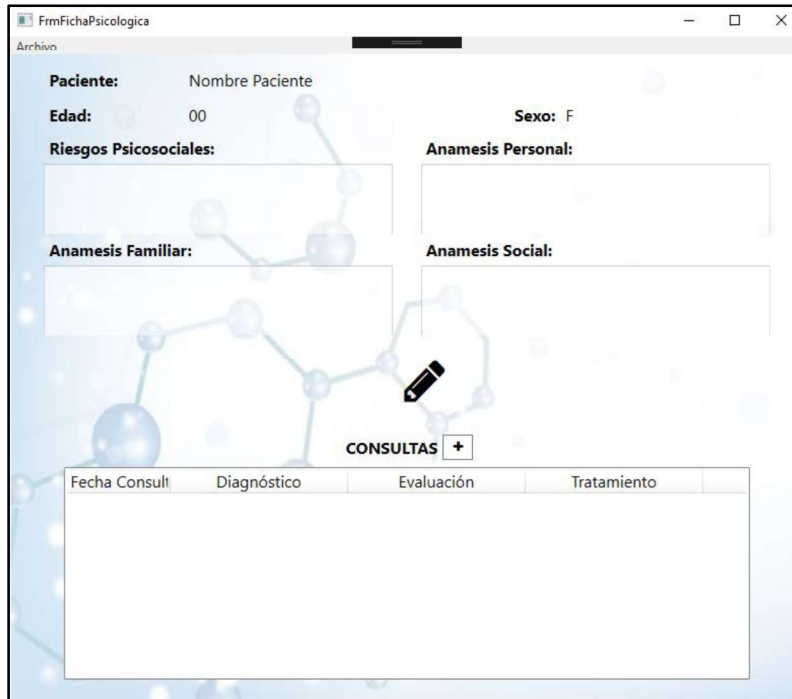 FrmFichaPsicologica
Archivo
Paciente: Nombre Paciente
Edad: 00 Sexo: F
Riesgos Psicosociales: Anamesis Personal:
Anamesis Familiar: Anamesis Social:
CONSULTAS +
Fecha Consult Diagnóstico Evaluación Tratamiento